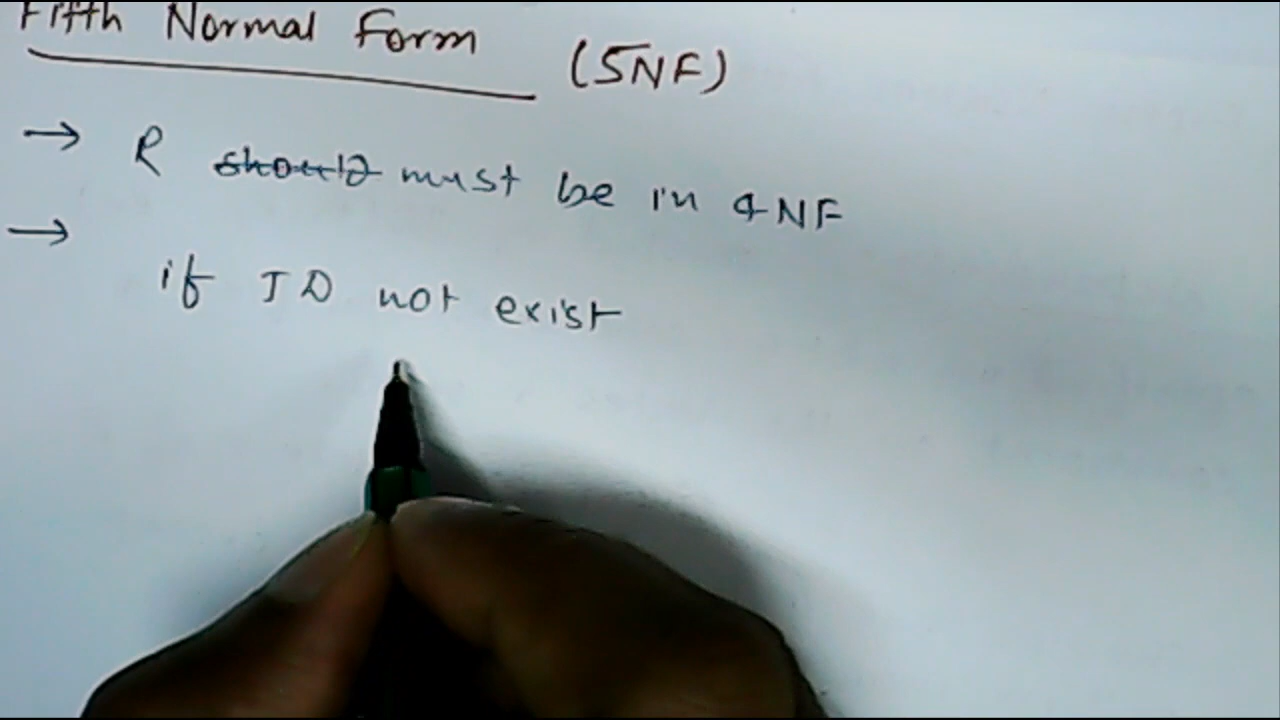 Fifth Normal Form (5NF)
→ R should must be in 4NF
→ if JD not exist